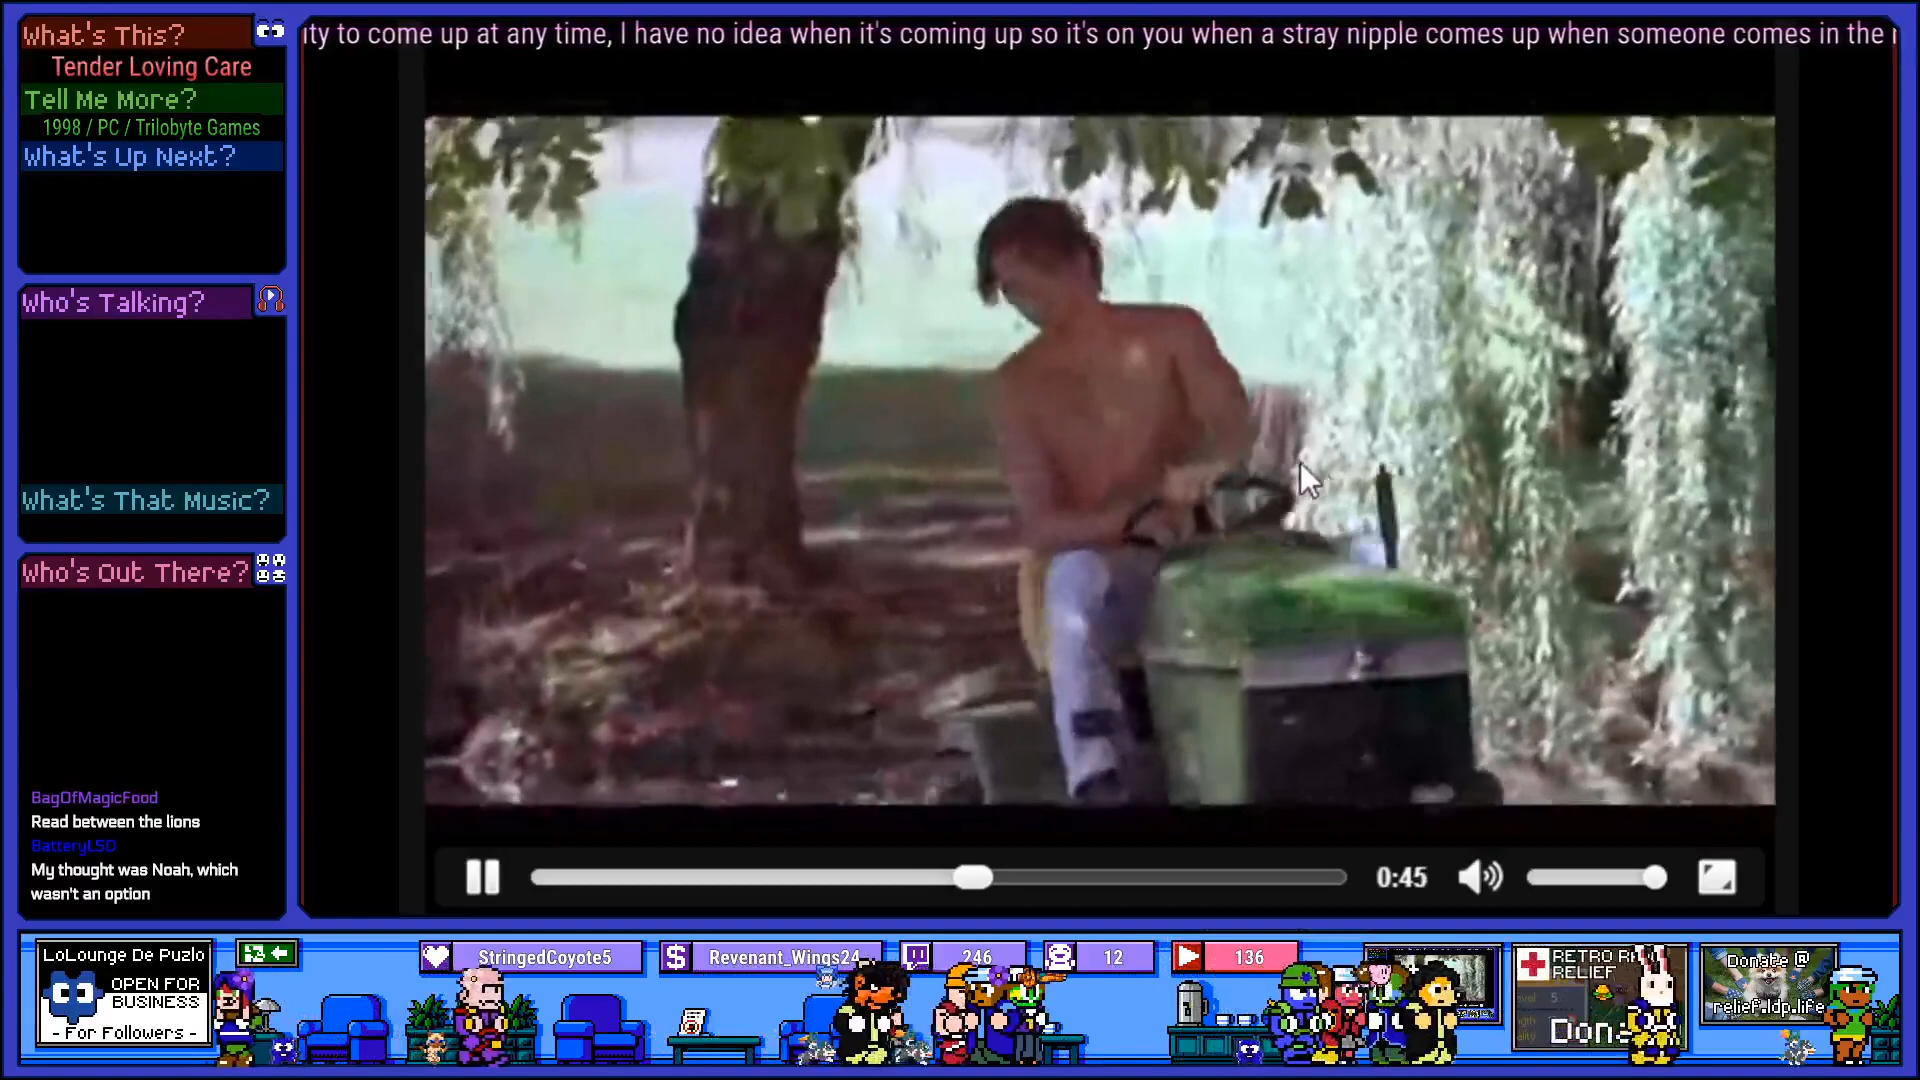 What's This?
Tender Loving Care
Tell Me More?
1998 / PC / Trilobyte Games
What's Up Next?
Who's Talking?
What's That Music?
Who's Out There?
BagOfMagicFood
Read between the lions
BatteryLSD
My thought was Noah, which
wasn't an option
ity to come up at any time, I have no idea when it's coming up so it's on you when a stray nipple comes up when someone comes in the
0:45
LoLounge De Puzlo
OPEN FOR
BUSINESS
- For Followers -
StringedCoyote5
Revenant_Wings24
246
12
136
RETRO
RELIEF
Don
Donate @
relief.ldp.life